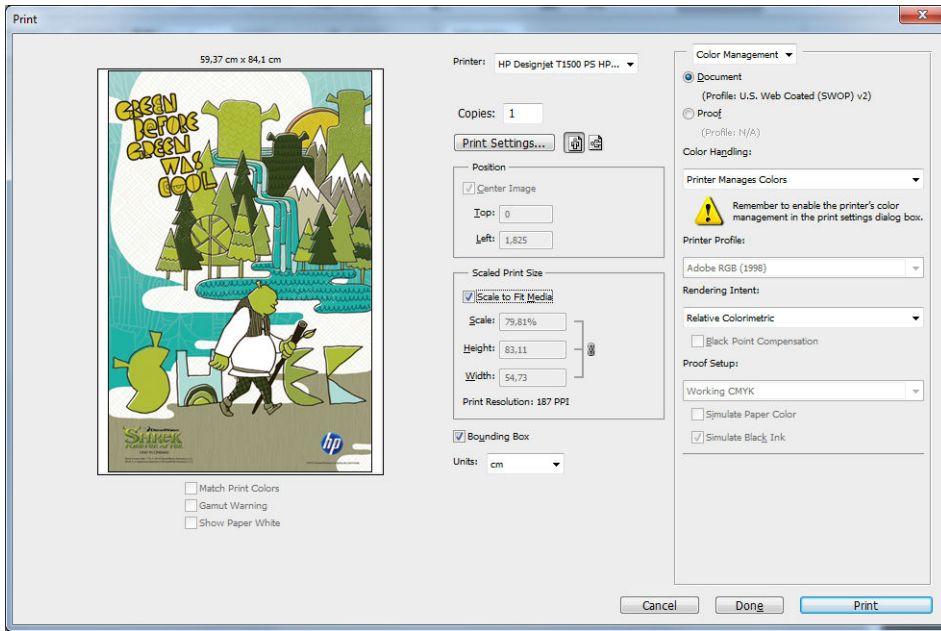 Print
59,37 cm x 84,1 cm
GREEN
BEFORE
GREEN
WAS
COOL
SHREK
SHREK
hp
Match Print Colors
Gamut Warning
Show Paper White
Printer: HP Designjet T1500 PS HP...
Copies: 1
Print Settings...
Position
Center Image
Top: 0
Left: 1,825
Scaled Print Size
Scale to Fit Media
Scale: 79,81%
Height: 83,11
Width: 54,73
Print Resolution: 187 PPI
Bounding Box
Units: cm
Color Management
Document
(Profile: U.S. Web Coated (SWOP) v2)
Proof
(Profile: N/A)
Color Handling:
Printer Manages Colors
Remember to enable the printer's color
management in the print settings dialog box.
Printer Profile:
Adobe RGB (1998)
Rendering Intent:
Relative Colorimetric
Black Point Compensation
Proof Setup:
Working CMYK
Simulate Paper Color
Simulate Black Ink
Cancel
Done
Print